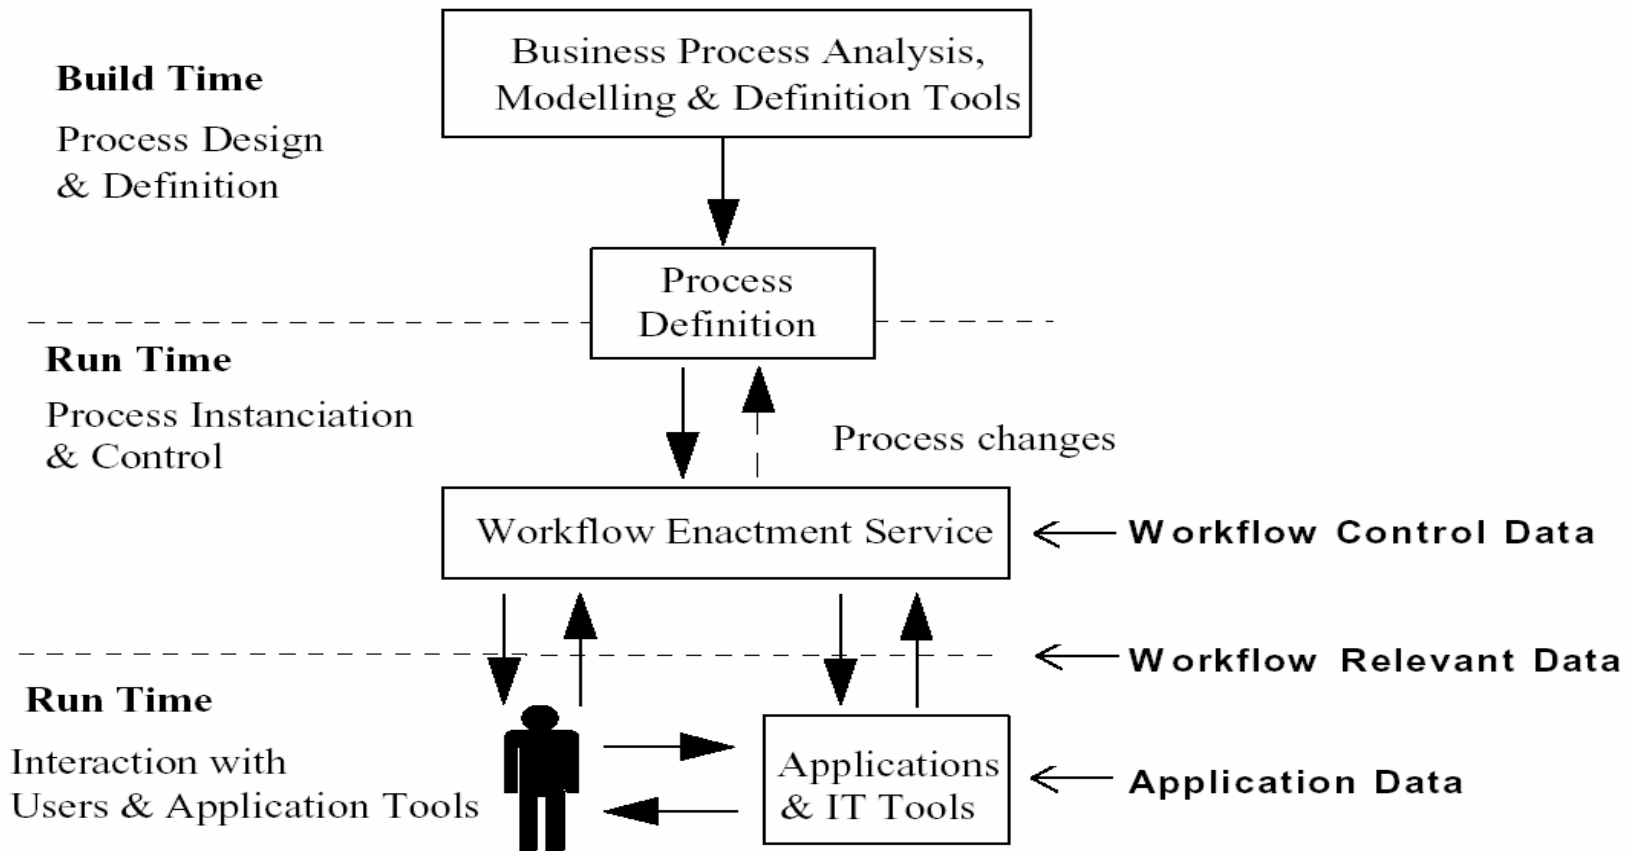 Business Process Analysis,
Modelling & Definition Tools
Build Time
Process Design
& Definition
Process
Definition
Run Time
Process Instanciation
& Control
Process changes
Workflow Enactment Service
Workflow Control Data
Workflow Relevant Data
Run Time
Interaction with
Users & Application Tools
Applications
& IT Tools
Application Data